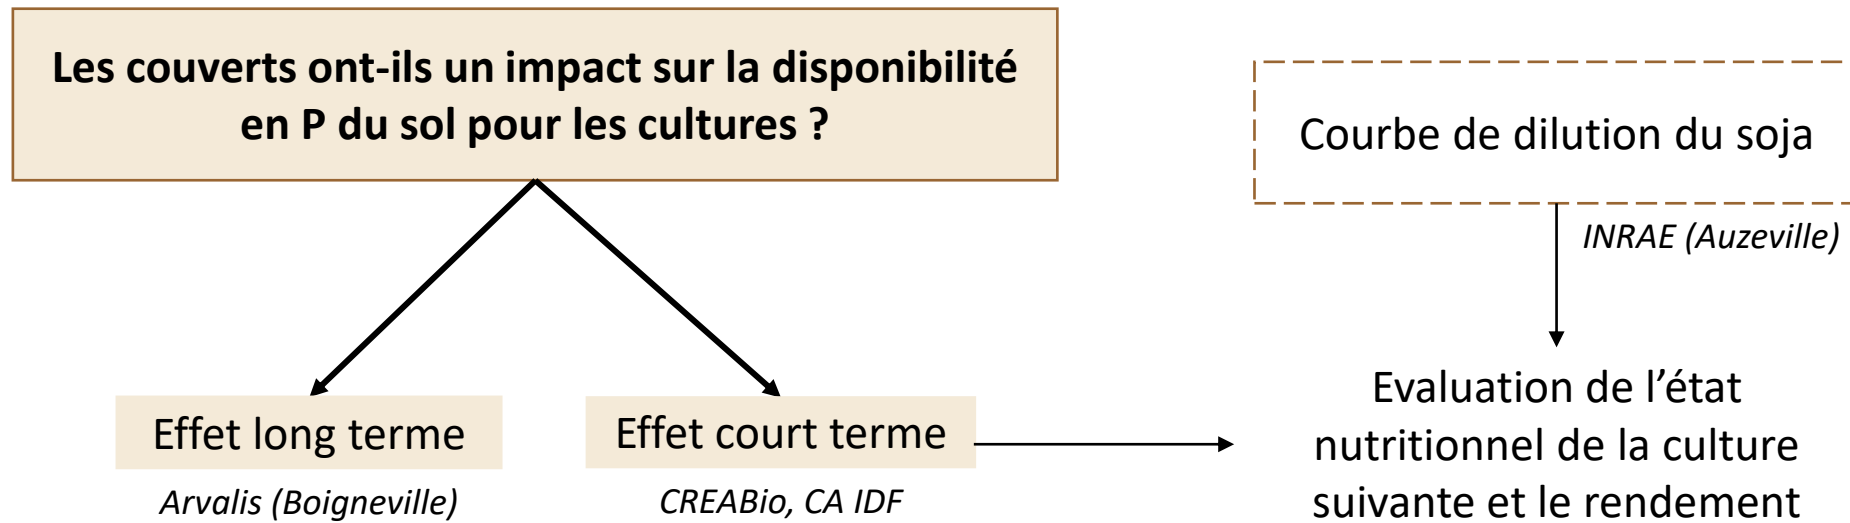 Les couverts ont-ils un impact sur la disponibilité
en P du sol pour les cultures ?
Courbe de dilution du soja
INRAE (Auzeville)
Effet long terme
Arvalis (Boigneville)
Effet court terme
CREABio, CA IDF
Evaluation de l’état
nutritionnel de la culture
suivante et le rendement